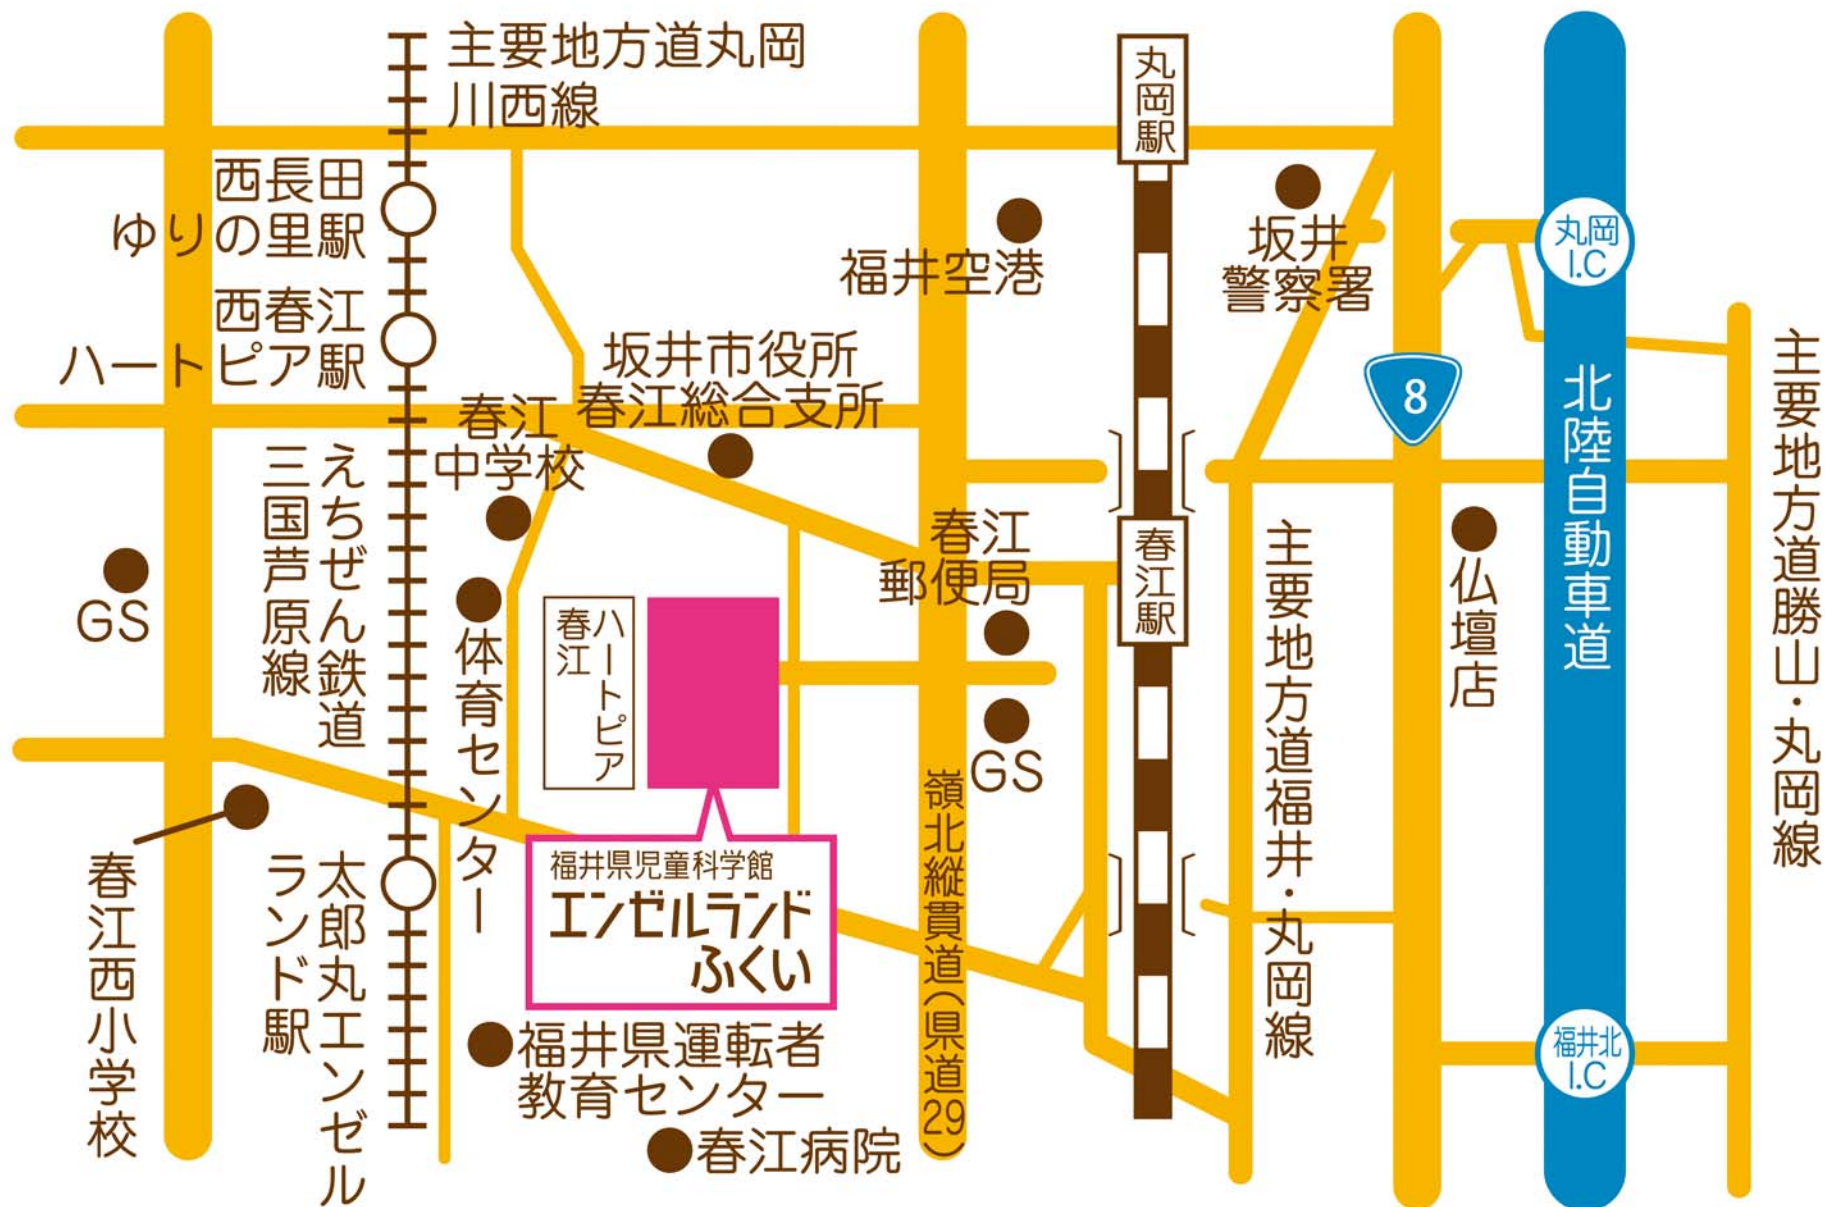 主要地方道丸岡
川西線
丸岡駅
西長田
ゆりの里駅
福井空港
坂井
警察署
丸岡
I.C
西春江
ハートピア駅
坂井市役所
春江総合支所
8
春江
中学校
えちぜん鉄道
三国芦原線
北陸自動車道
主要地方道勝山・丸岡線
GS
体育センター
ハートピア
春江
春江
郵便局
春江駅
主要地方道福井・丸岡線
仏壇店
GS
嶺北縦貫道(県道29)
福井県児童科学館
エンゼルランド
ふくい
春江西小学校
太郎丸エンゼル
ランド駅
福井県運転者
教育センター
春江病院
福井北
I.C